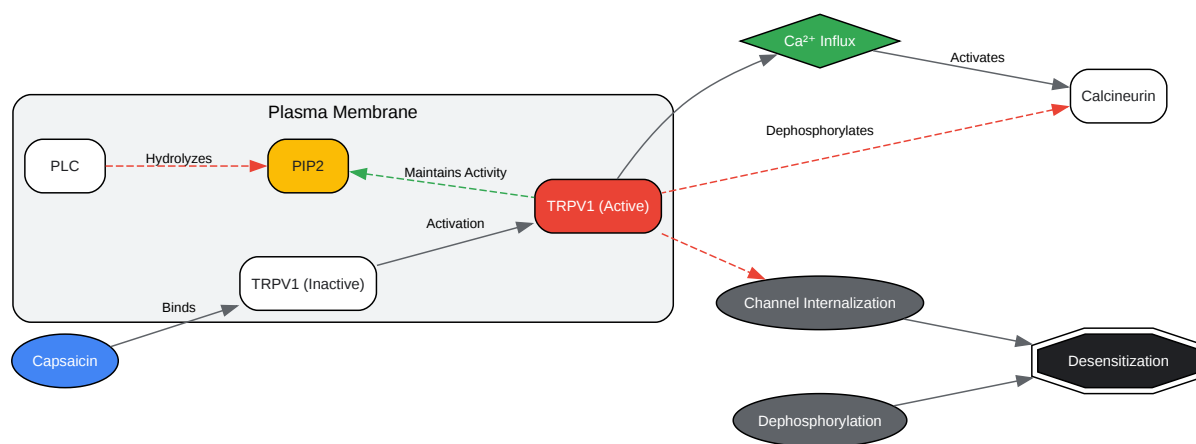 Ca²⁺ Influx
Activates
Calcineurin
Plasma Membrane
Dephosphorylates
PLC
Hydrolyzes
PIP2
Maintains Activity
TRPV1 (Active)
Activation
TRPV1 (Inactive)
Binds
Channel Internalization
Capsaicin
Desensitization
Dephosphorylation